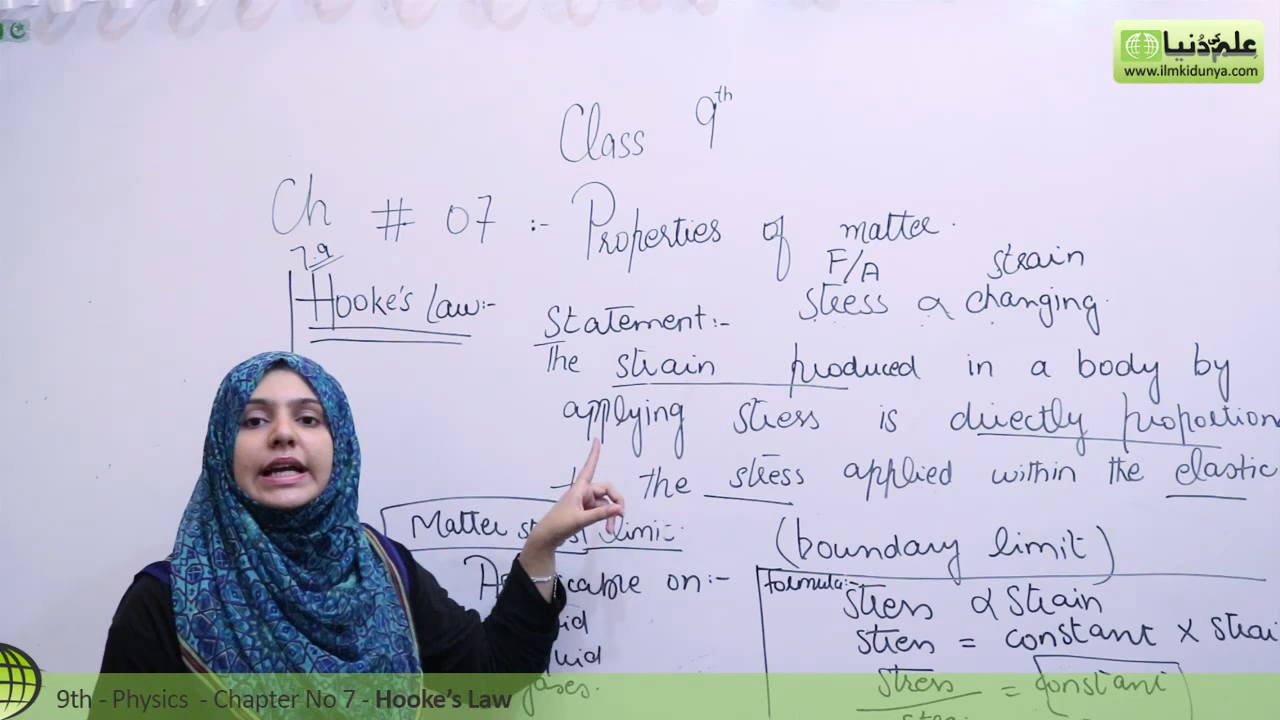 علم کی دُنیا
www.ilmkidunya.com
Class 9th
Ch # 07 :- Properties of matter.
7.9
Hooke's Law:-
F/A strain
stress α changing.
Statement:-
The strain produced in a body by
applying stress is directly proportion
the stress applied within the elastic
limit
(boundary limit)
Matter
on:-
gases.
Formula:-
stress α strain
stress = constant × strai
stress = constant
9th - Physics - Chapter No 7 - Hooke's Law